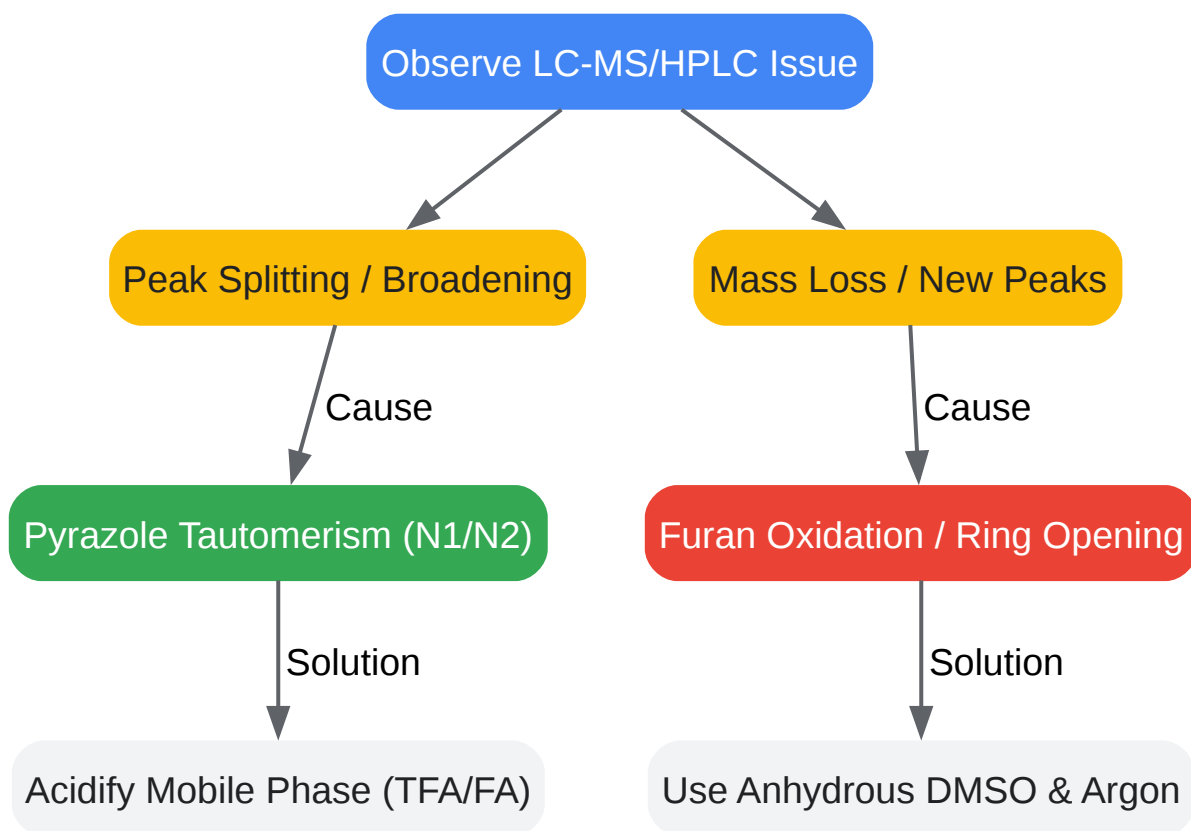 Observe LC-MS/HPLC Issue
Peak Splitting / Broadening
Mass Loss / New Peaks
Cause
Cause
Pyrazole Tautomerism (N1/N2)
Furan Oxidation / Ring Opening
Solution
Solution
Acidify Mobile Phase (TFA/FA)
Use Anhydrous DMSO & Argon